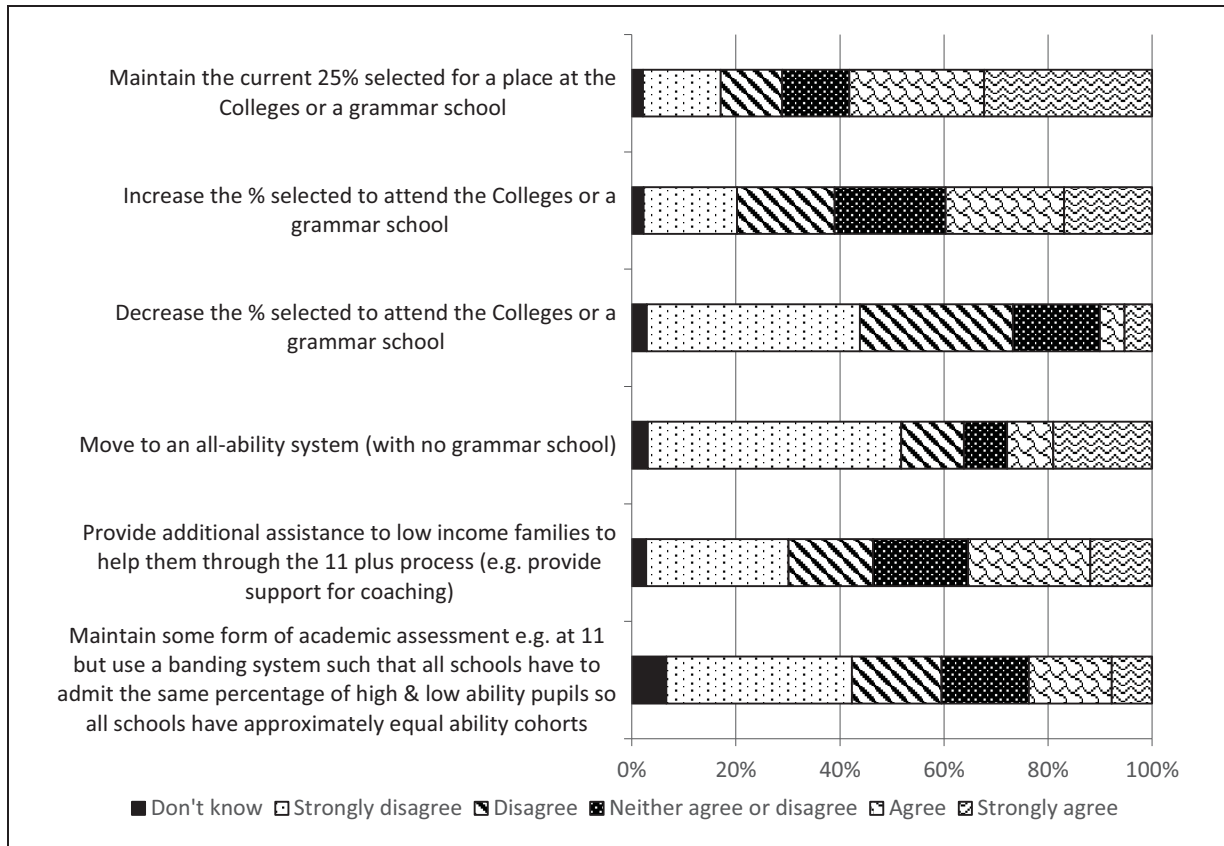 Maintain the current 25% selected for a place at the
Colleges or a grammar school
Increase the % selected to attend the Colleges or a
grammar school
Decrease the % selected to attend the Colleges or a
grammar school
Move to an all-ability system (with no grammar school)
Provide additional assistance to low income families to
help them through the 11 plus process (e.g. provide
support for coaching)
Maintain some form of academic assessment e.g. at 11
but use a banding system such that all schools have to
admit the same percentage of high & low ability pupils so
all schools have approximately equal ability cohorts
0% 20% 40% 60% 80% 100%
Don't know Strongly disagree Disagree Neither agree or disagree Agree Strongly agree